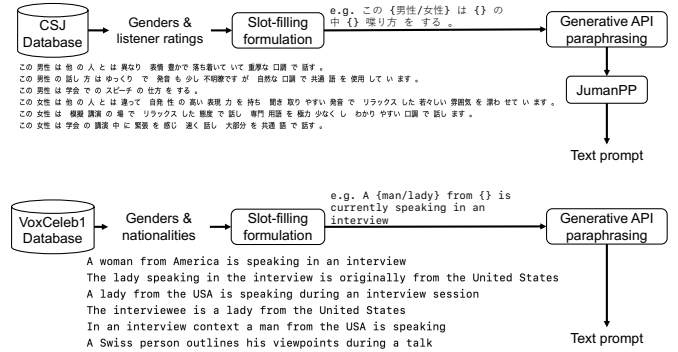 CSJ
Database
Genders &
listener ratings
Slot-filling
formulation
e.g. この {男性/女性} は {} の
中 {} 喋り方 を する 。
Generative API
paraphrasing
この 男性 は 他 の 人 と は 異なり 表情 豊かで 落ち着いて いて 重厚な 口調 で 話す 。
この 男性 の 話し 方 は ゆっくり で 発音 も 少し 不明瞭です が 自然な 口調 で 共通 語 を 使用 して い ます 。
この 男性 は 学会 での スピーチ の 仕方 を する 。
この 女性 は 他 の 人 と は 違って 自発 性 の 高い 表現 力 を 持ち 聞き 取り やすい 発音 で リラックス した 若々しい 雰囲気 を 漂わ せて い ます 。
この 女性 は 模擬 講演 の 場 で リラックス した 態度 で 話し 専門 用語 を 極力 少なく し わかり やすい 口調 で 話し ます 。
この 女性 は 学会 の 講演 中 に 緊張 を 感じ 速く 話し 大部分 を 共通 語 で 話す 。
JumanPP
Text prompt
VoxCeleb1
Database
Genders &
nationalities
Slot-filling
formulation
e.g. A {man/lady} from {} is
currently speaking in an
interview
Generative API
paraphrasing
A woman from America is speaking in an interview
The lady speaking in the interview is originally from the United States
A lady from the USA is speaking during an interview session
The interviewee is a lady from the United States
In an interview context a man from the USA is speaking
A Swiss person outlines his viewpoints during a talk
Text prompt